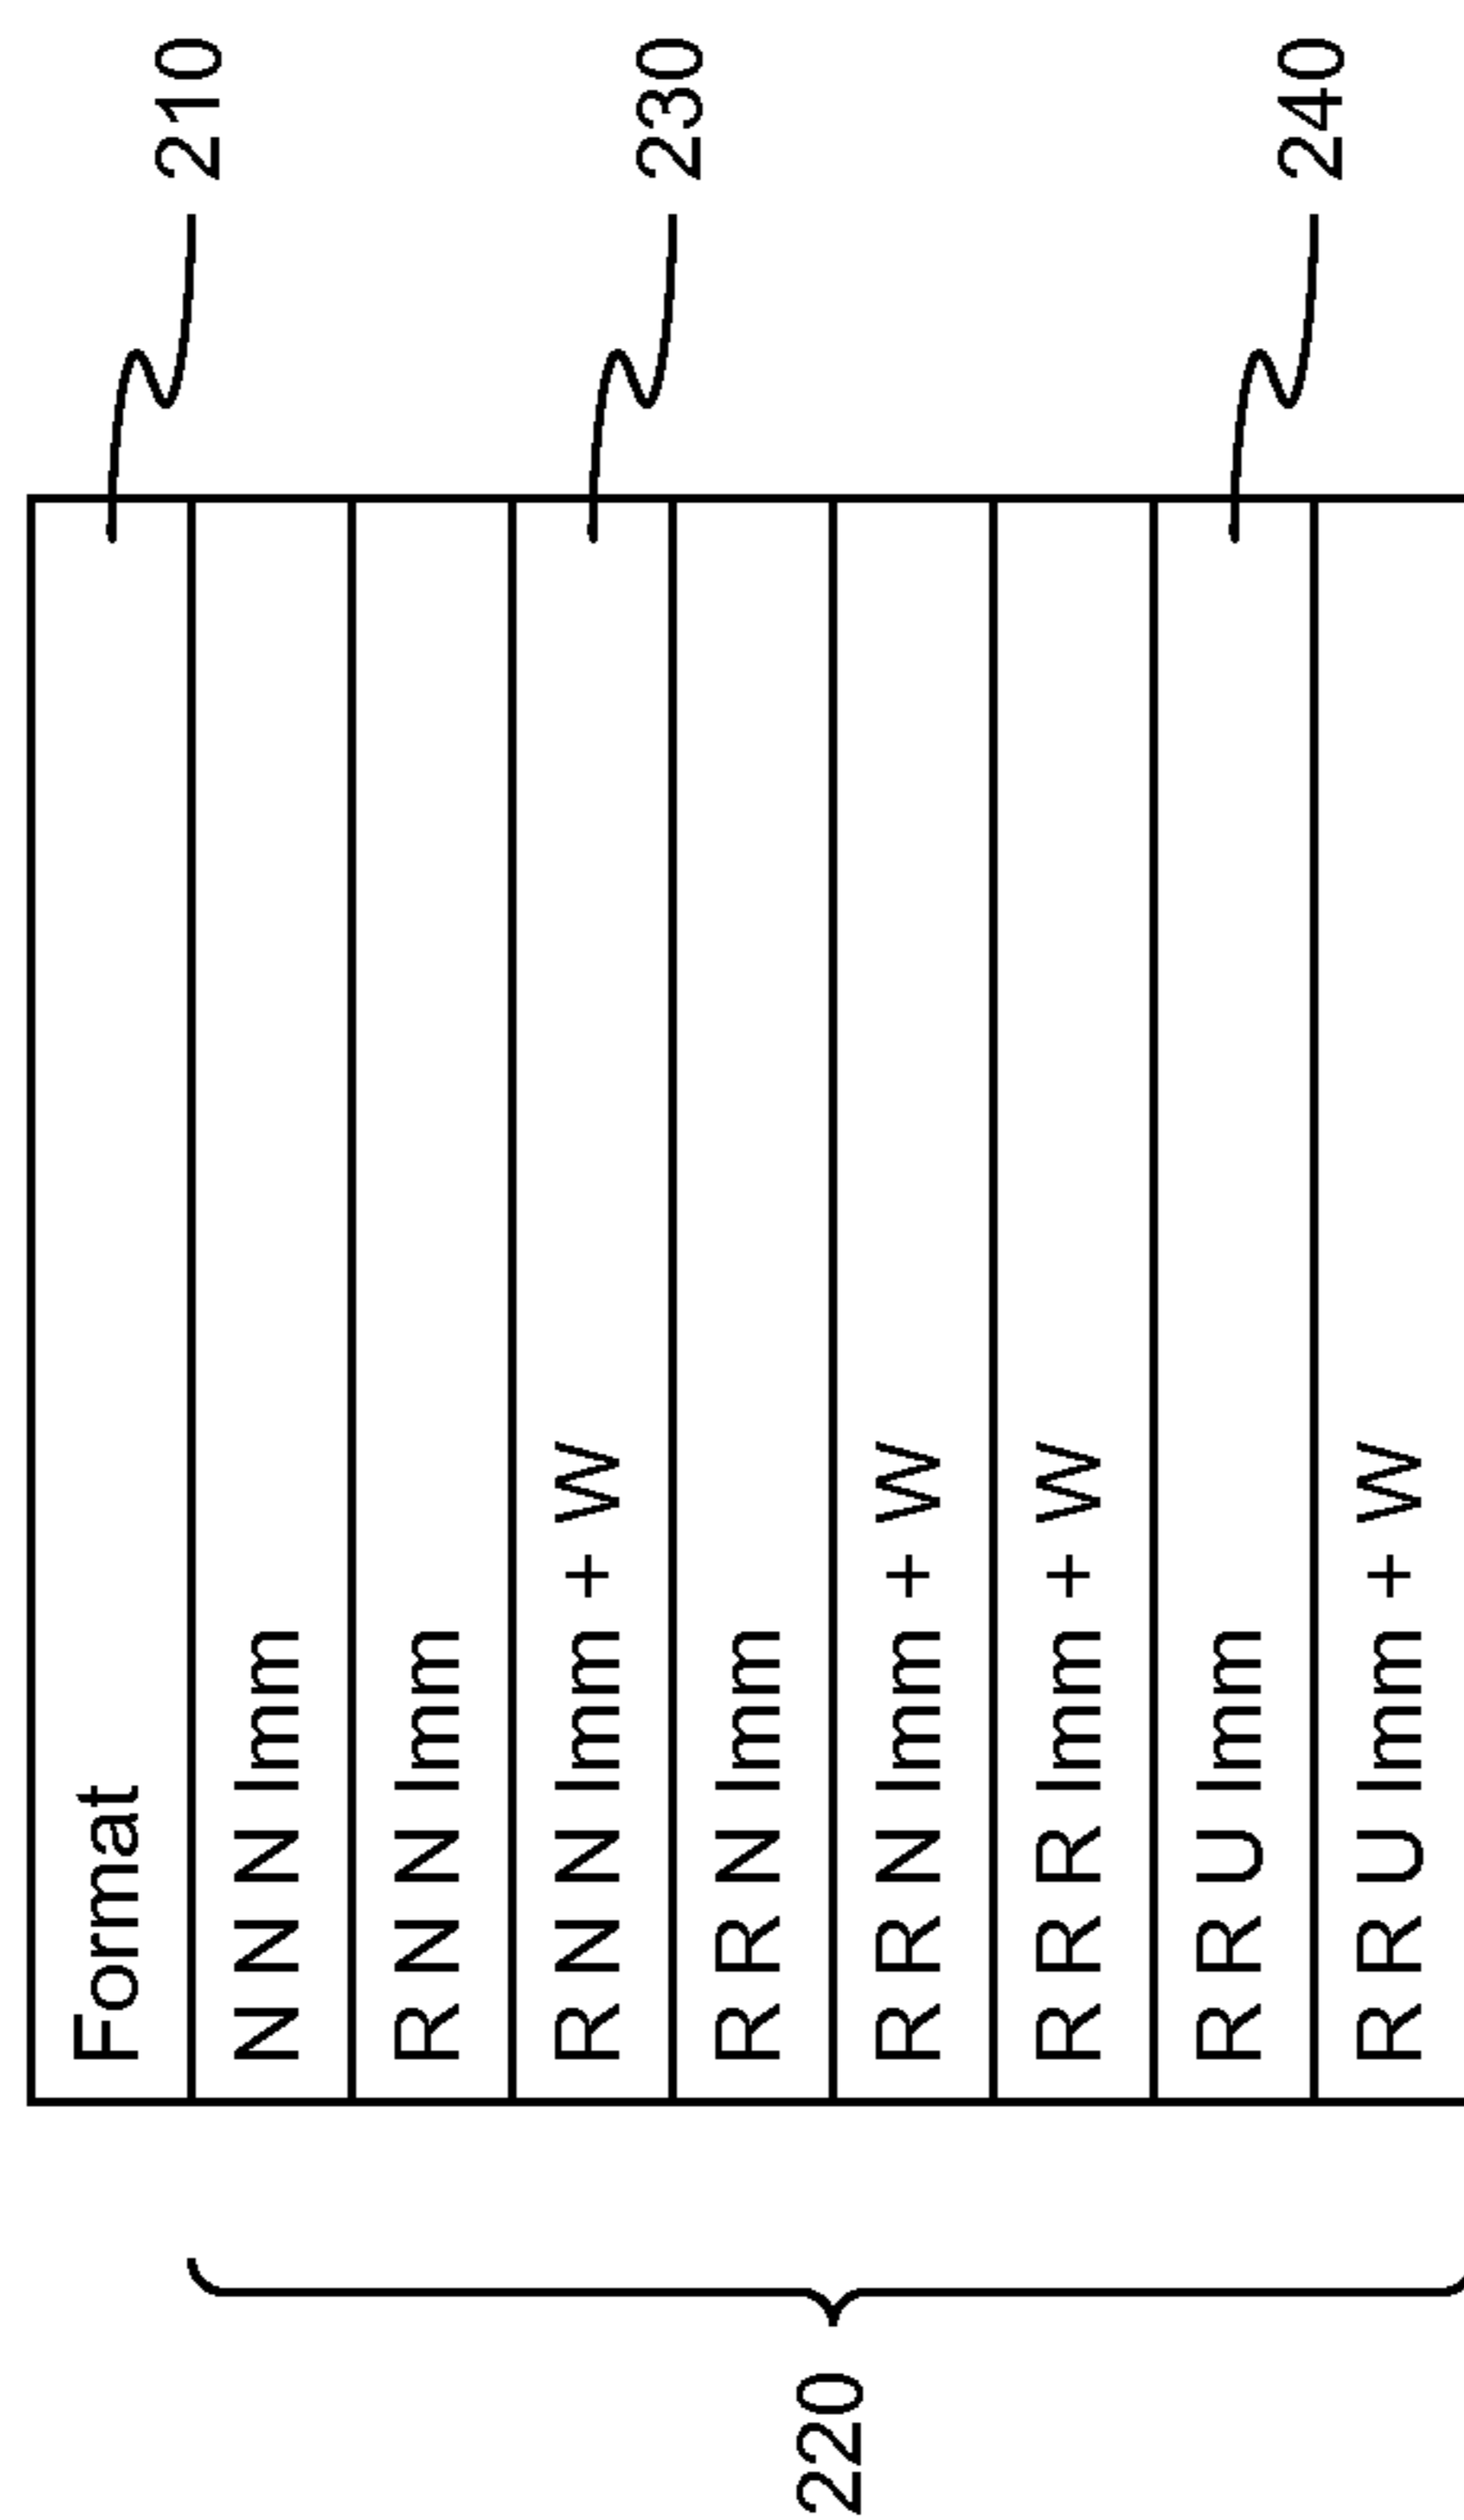 Format 210
N N N Imm
R N N Imm
R N N Imm + W 230
R R N Imm
220
R R N Imm + W
R R R Imm + W
R R U Imm 240
R R U Imm + W